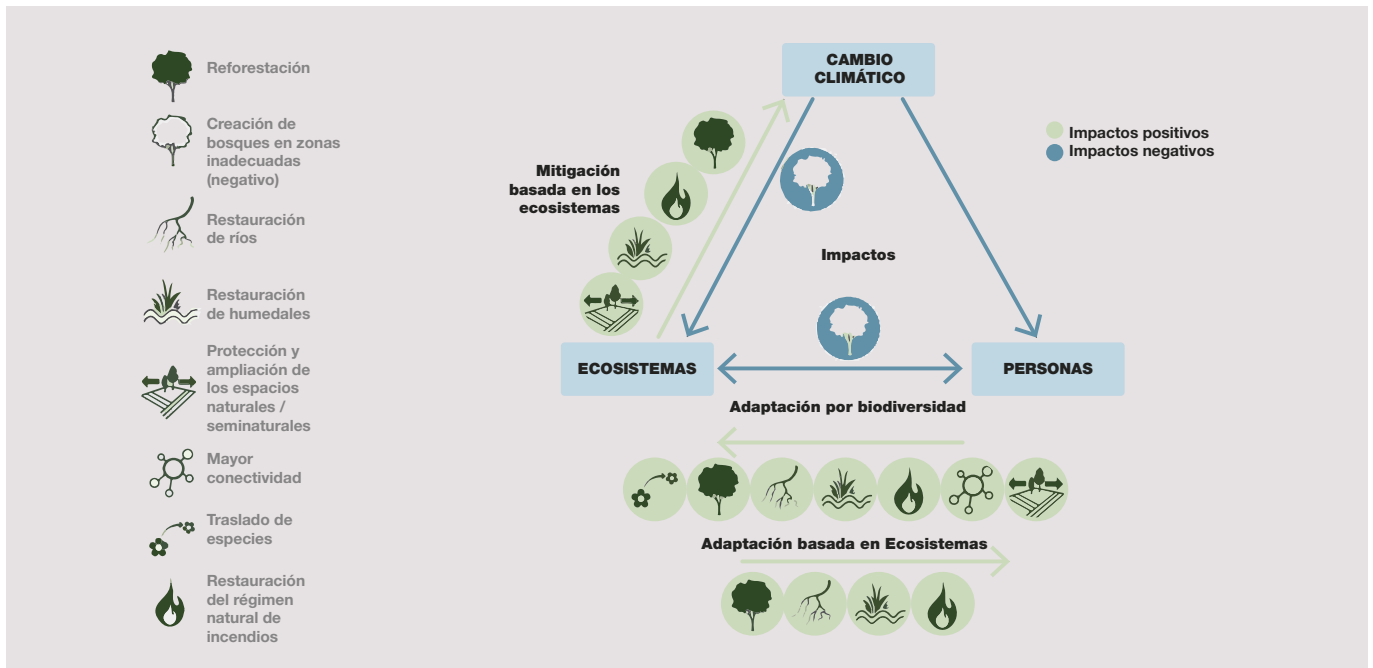 Reforestación
Creación de
bosques en zonas
inadecuadas
(negativo)
Restauración
de ríos
Restauración
de humedales
Protección y
ampliación de
los espacios
naturales /
seminaturales
Mayor
conectividad
Traslado de
especies
Restauración
del régimen
natural de
incendios
CAMBIO
CLIMÁTICO
Impactos positivos
Impactos negativos
Mitigación
basada en los
ecosistemas
Impactos
ECOSISTEMAS
PERSONAS
Adaptación por biodiversidad
Adaptación basada en Ecosistemas